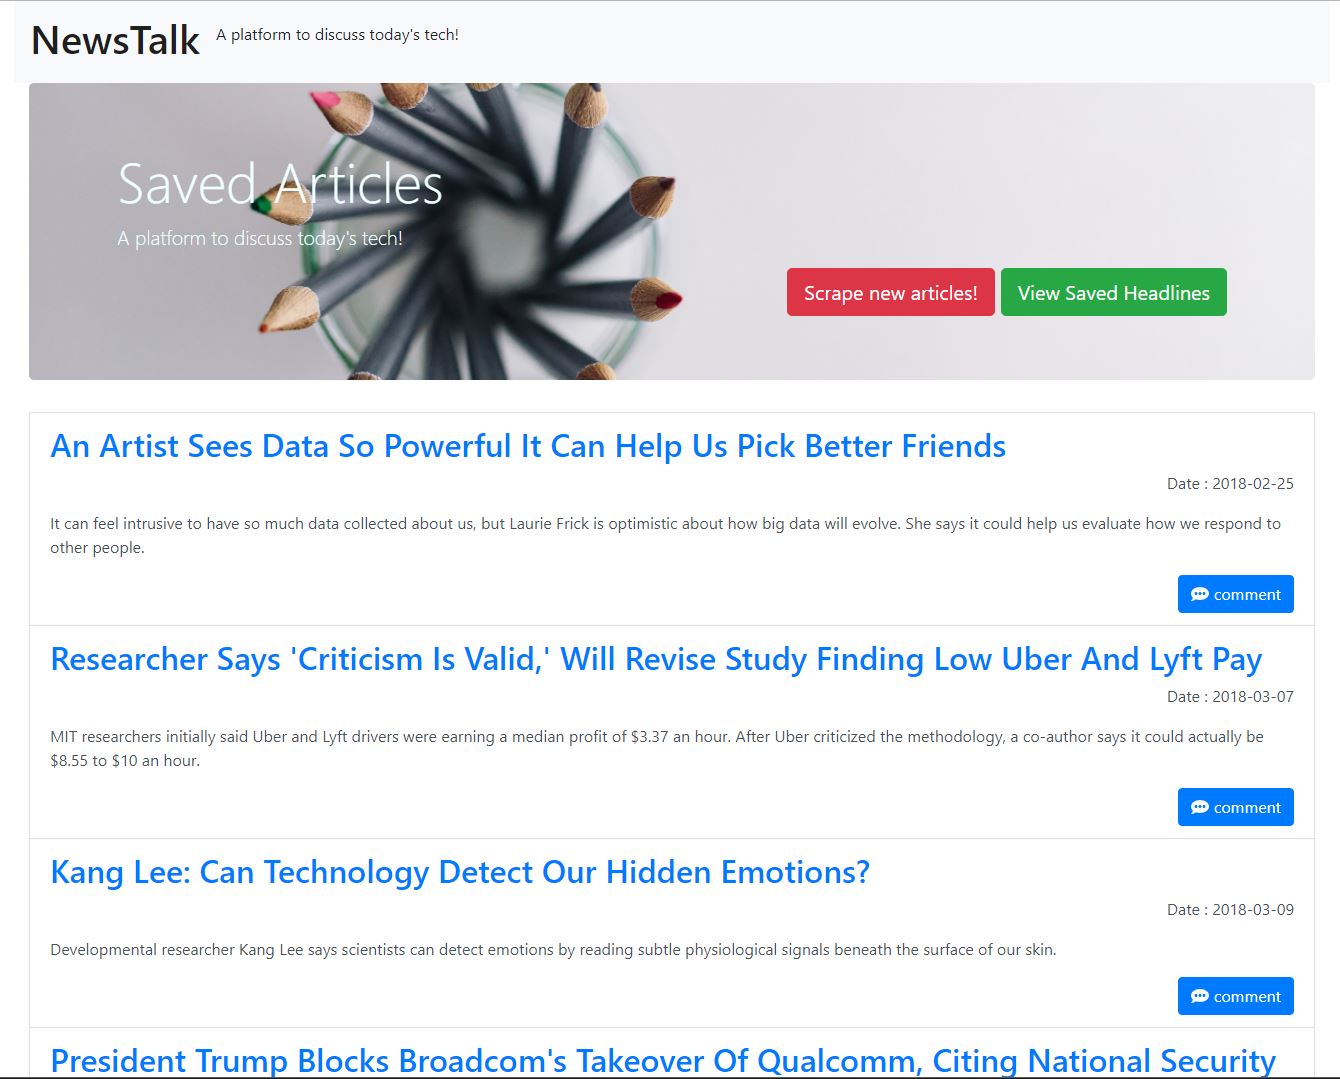 NewsTalk A platform to discuss today's tech!
Saved Articles
A platform to discuss today's tech!
Scrape new articles! View Saved Headlines
An Artist Sees Data So Powerful It Can Help Us Pick Better Friends
Date : 2018-02-25
It can feel intrusive to have so much data collected about us, but Laurie Frick is optimistic about how big data will evolve. She says it could help us evaluate how we respond to
other people.
comment
Researcher Says 'Criticism Is Valid,' Will Revise Study Finding Low Uber And Lyft Pay
Date : 2018-03-07
MIT researchers initially said Uber and Lyft drivers were earning a median profit of $3.37 an hour. After Uber criticized the methodology, a co-author says it could actually be
$8.55 to $10 an hour.
comment
Kang Lee: Can Technology Detect Our Hidden Emotions?
Date : 2018-03-09
Developmental researcher Kang Lee says scientists can detect emotions by reading subtle physiological signals beneath the surface of our skin.
comment
President Trump Blocks Broadcom's Takeover Of Qualcomm, Citing National Security